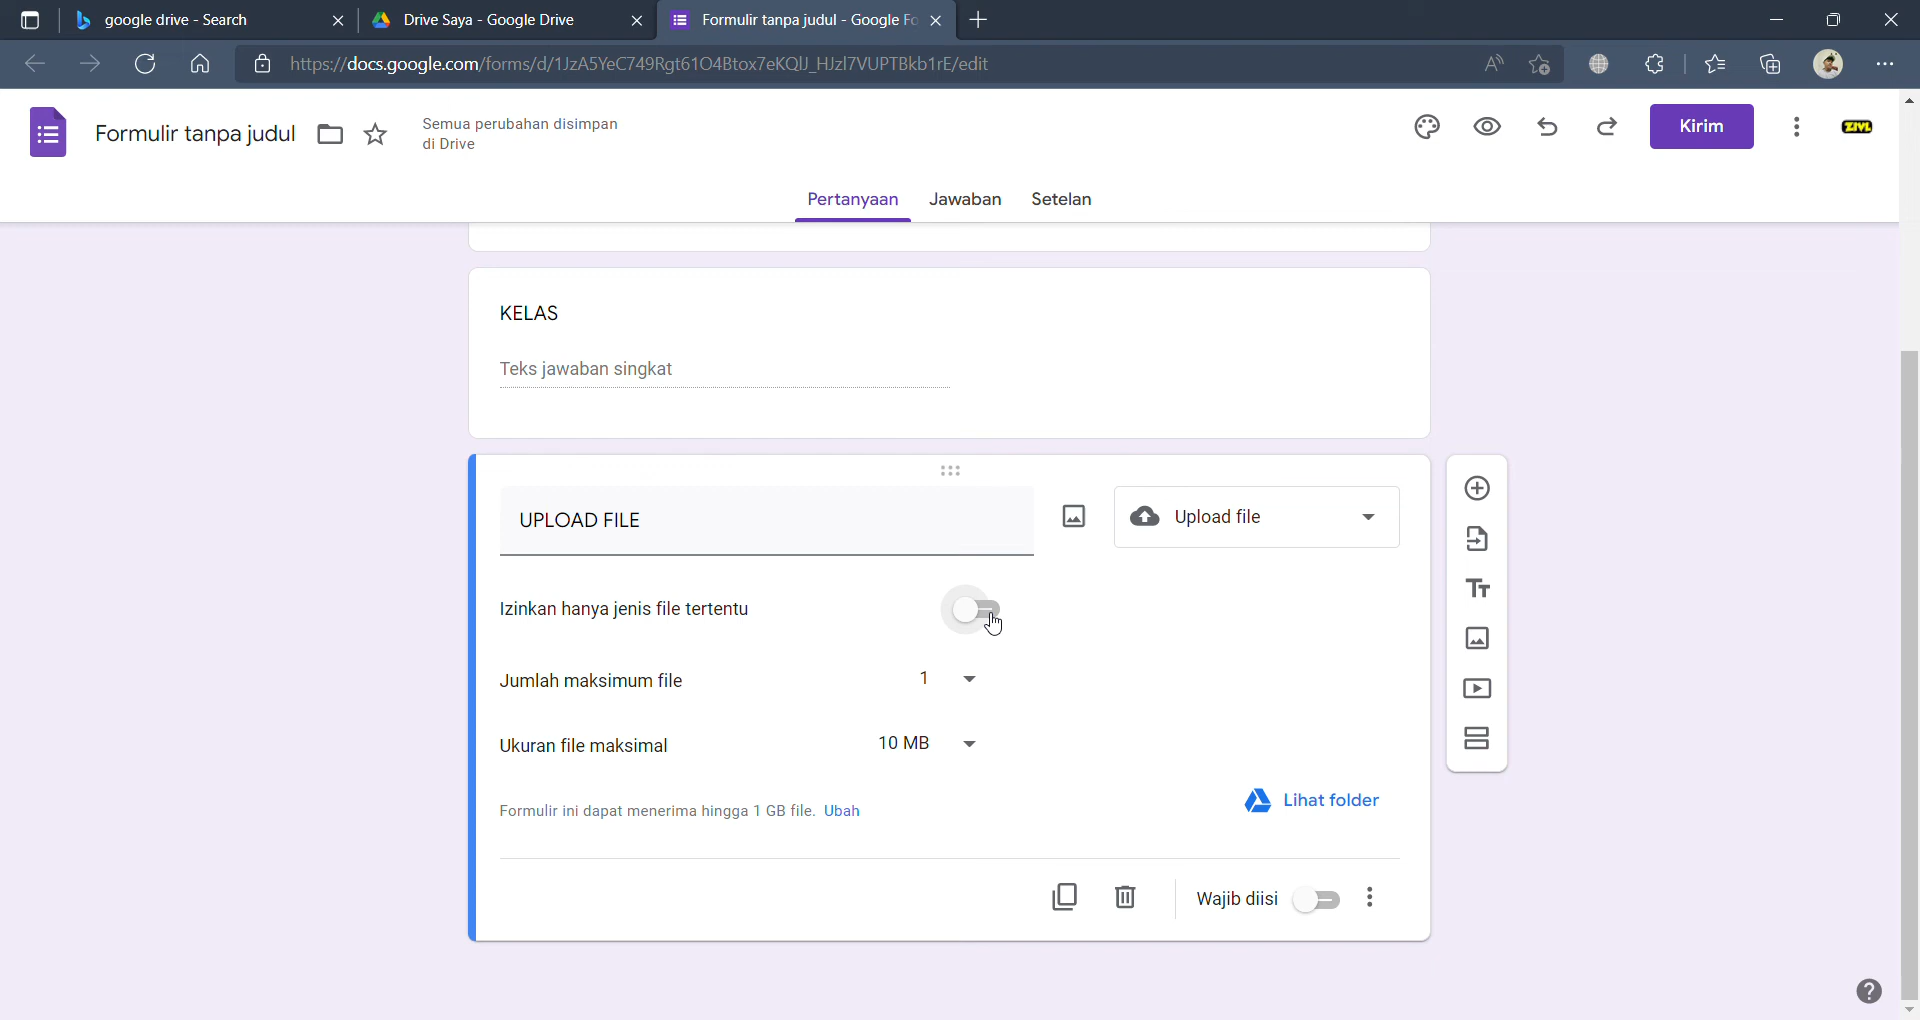 google drive - Search
Drive Saya - Google Drive
Formulir tanpa judul - Google Fo
https://docs.google.com/forms/d/1JzA5YeC749Rgt61O4Btox7eKQlJ_HJzl7VUPTBkb1rE/edit
Formulir tanpa judul
Semua perubahan disimpan
di Drive
Kirim
ZIVL
Pertanyaan
Jawaban
Setelan
KELAS
Teks jawaban singkat
UPLOAD FILE
Upload file
Izinkan hanya jenis file tertentu
Jumlah maksimum file
1
Ukuran file maksimal
10 MB
Formulir ini dapat menerima hingga 1 GB file. Ubah
Lihat folder
Wajib diisi